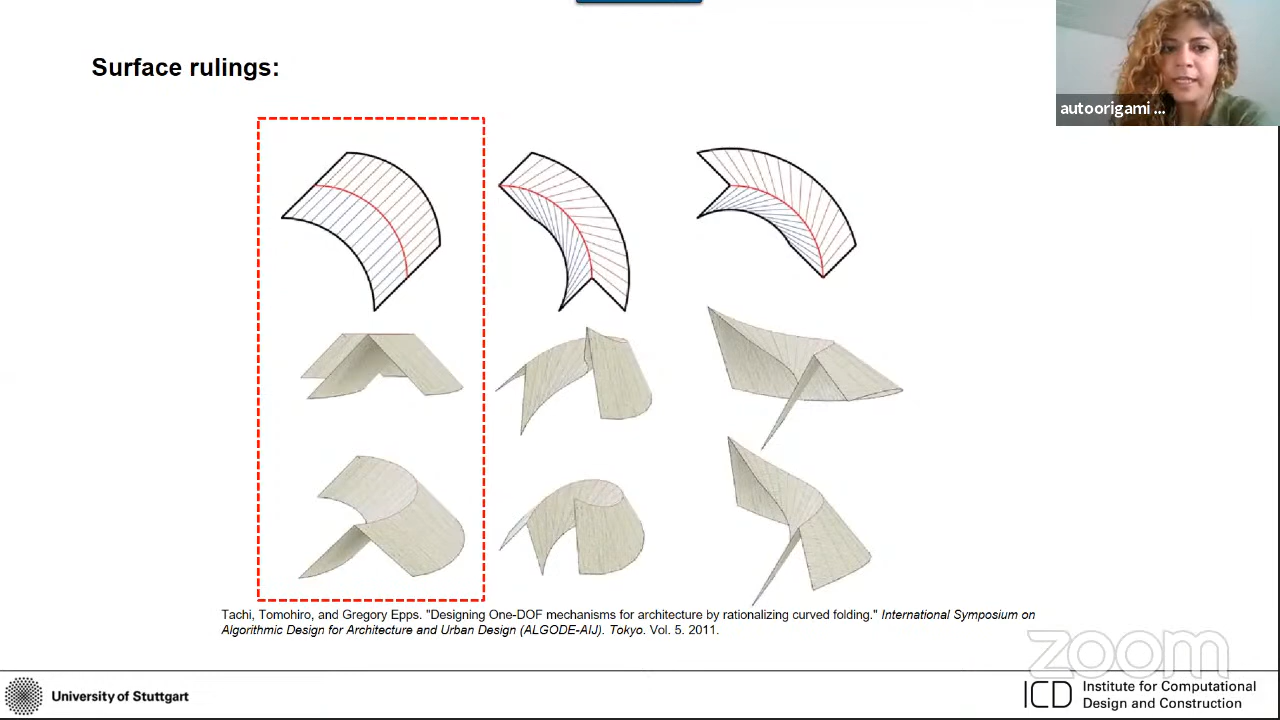 Surface rulings:
autoorigami ...
Tachi, Tomohiro, and Gregory Epps. "Designing One-DOF mechanisms for architecture by rationalizing curved folding." International Symposium on
Algorithmic Design for Architecture and Urban Design (ALGODE-AIJ). Tokyo. Vol. 5. 2011.
zoom
University of Stuttgart
ICD
Institute for Computational
Design and Construction